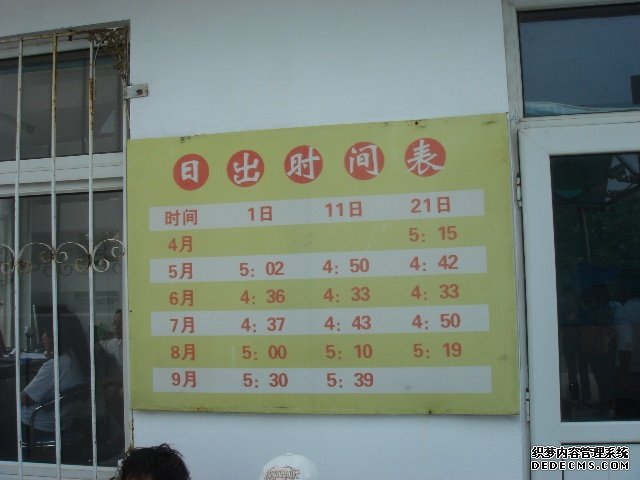 日出时间表
时间 1日 11日 21日
4月 5:15
5月 5:02 4:50 4:42
6月 4:36 4:33 4:33
7月 4:37 4:43 4:50
8月 5:00 5:10 5:19
9月 5:30 5:39
织梦内容管理系统
DEDECMS.COM